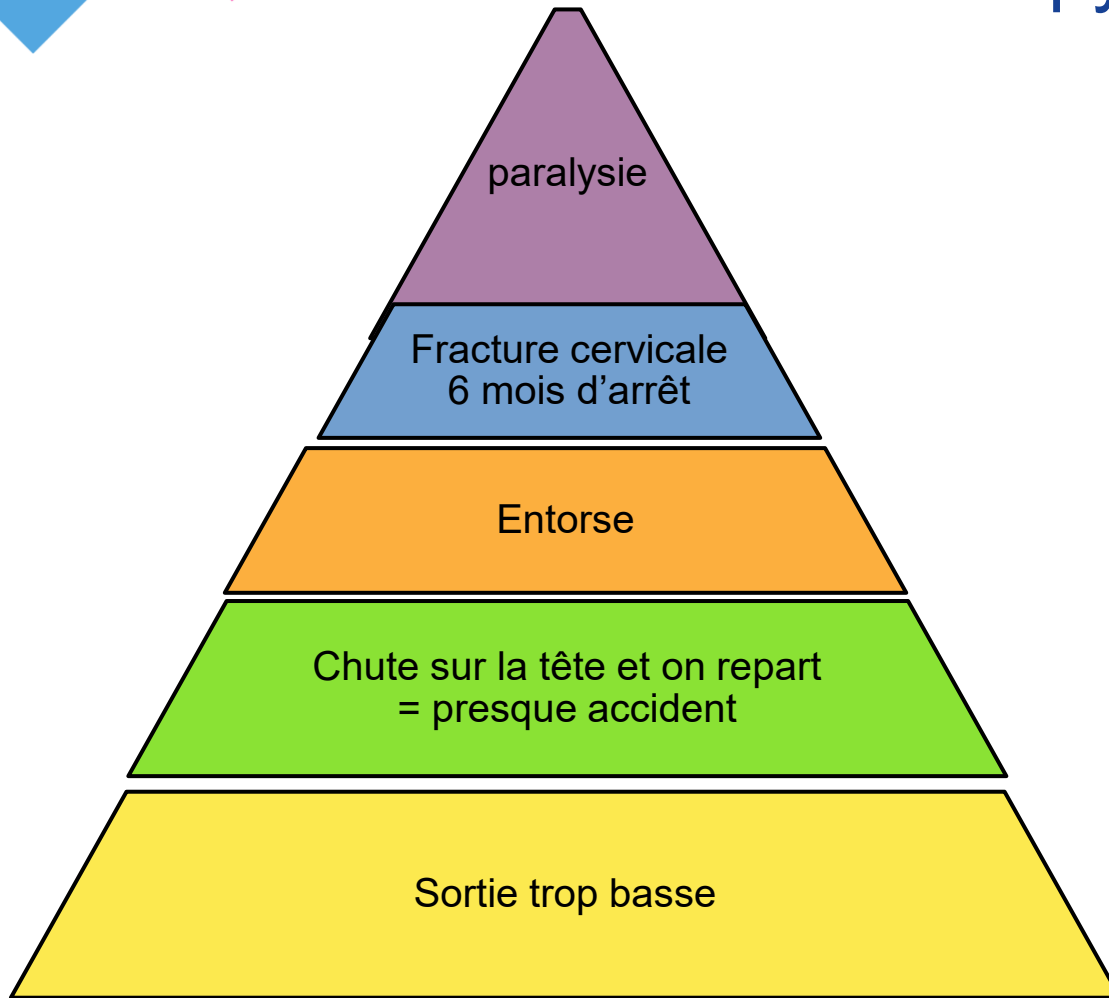 paralysie
Fracture cervicale
6 mois d’arrêt
Entorse
Chute sur la tête et on repart
= presque accident
Sortie trop basse